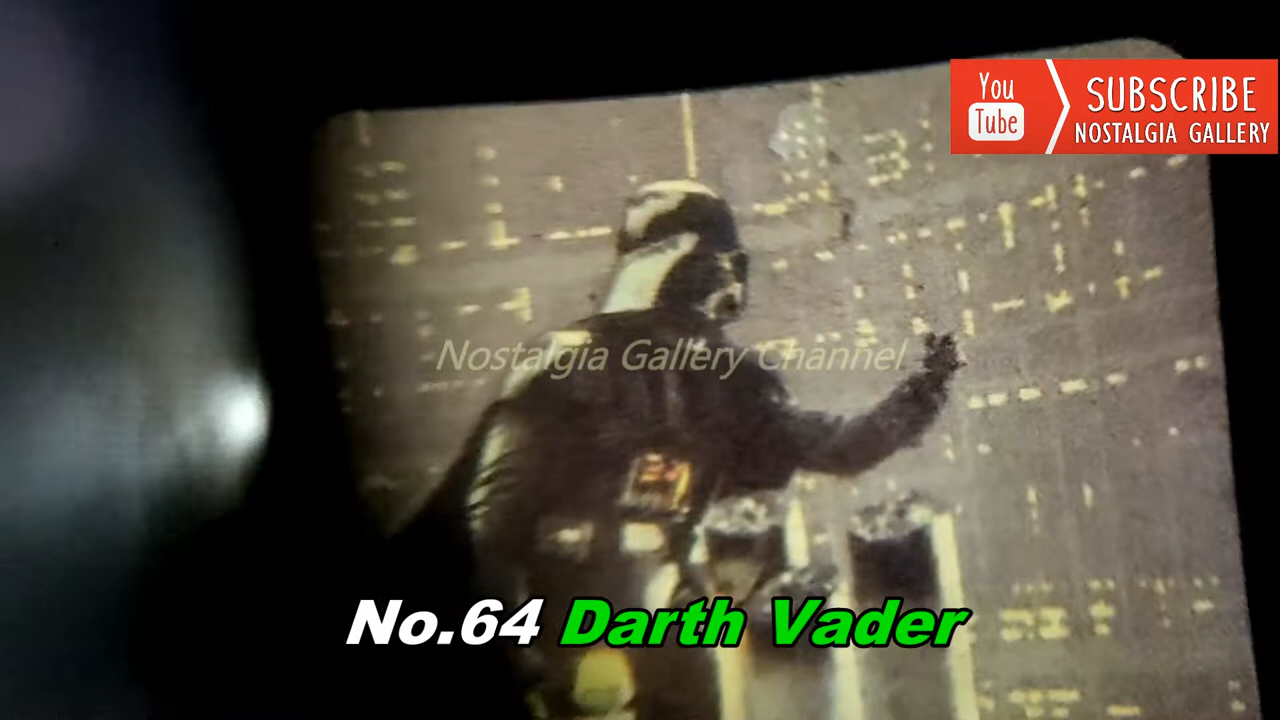 You
Tube
SUBSCRIBE
NOSTALGIA GALLERY
Nostalgia Gallery Channel
No.64 Darth Vader